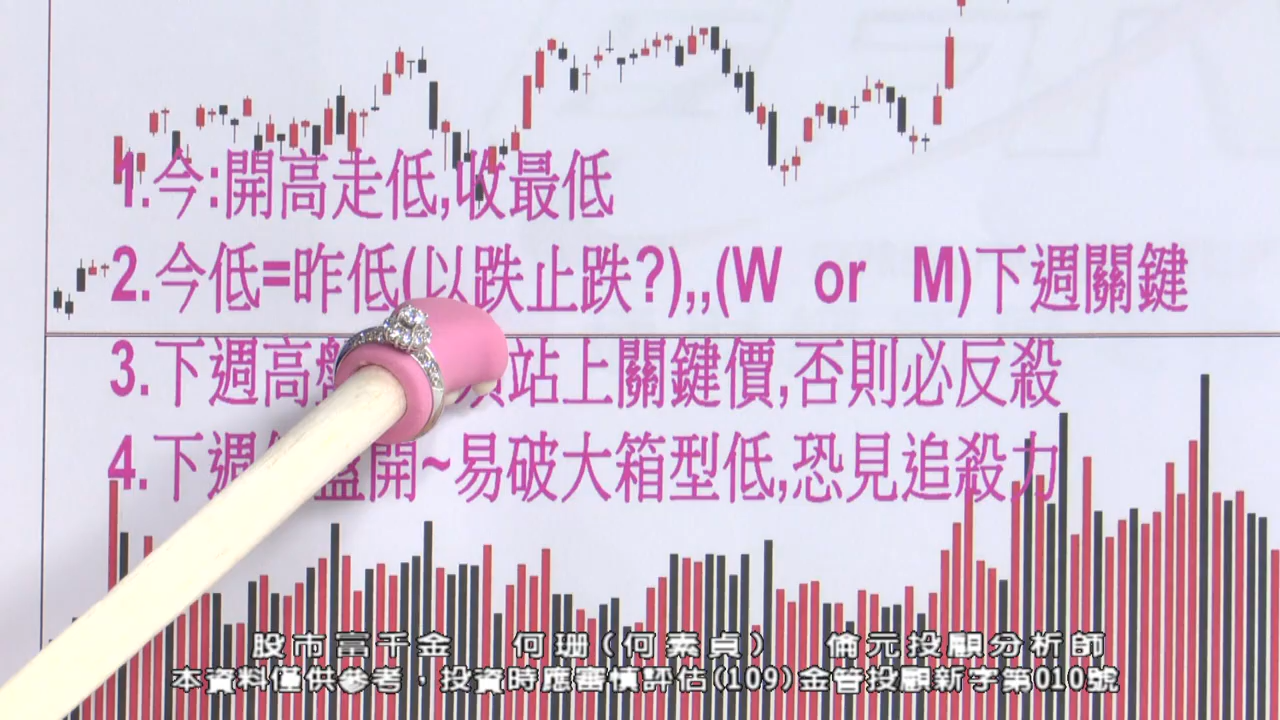 1.今:開高走低,收最低
2.今低=昨低(以跌止跌?),,(W or M)下週關鍵
3.下週高 站上關鍵價,否則必反殺
4.下週 盤開~易破大箱型低,恐見追殺力
股市富千金 何珊(何素貞) 倫元投顧分析師
本資料僅供參考,投資時應審慎評估(109)金管投顧新字第010號